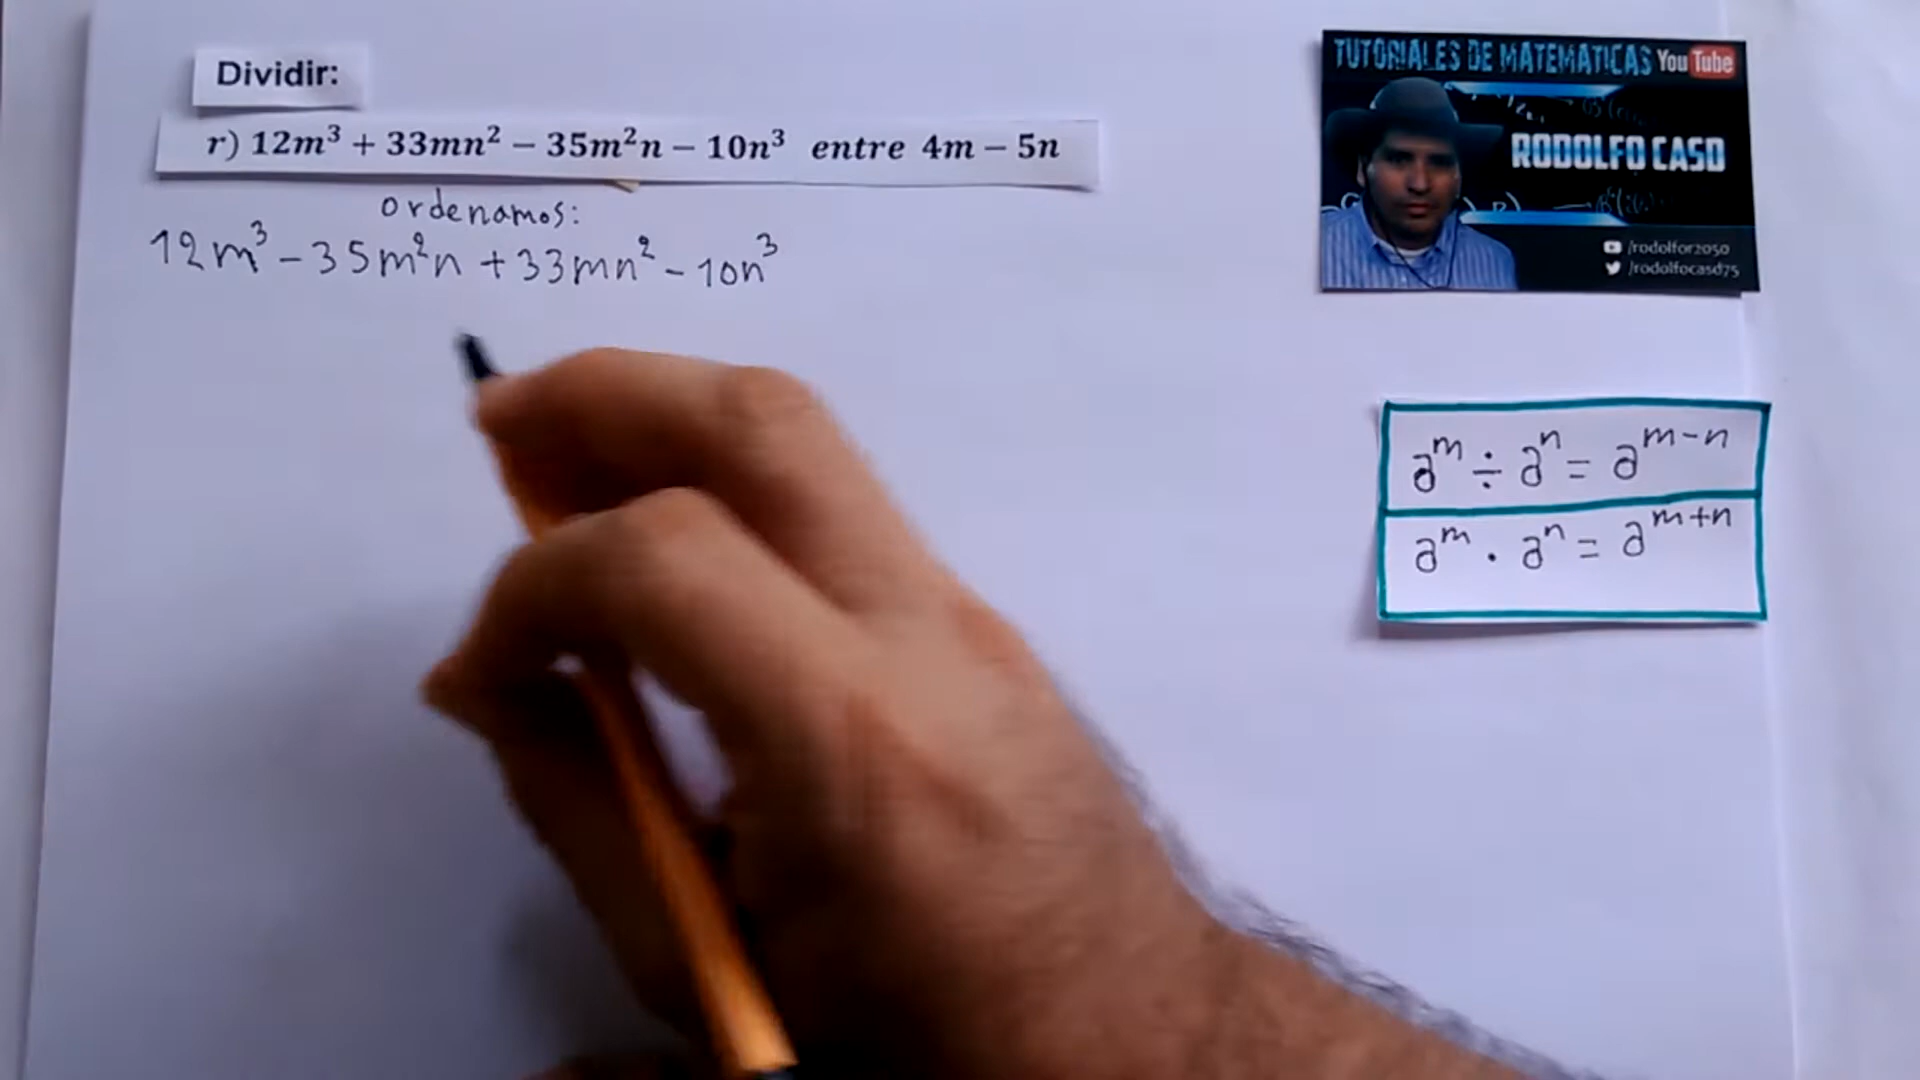 Dividir:
r) 12m³ + 33mn² − 35m²n − 10n³ entre 4m − 5n
ordenamos:
12m³ − 35m²n + 33mn² − 10n³
TUTORIALES DE MATEMATICAS YouTube
RODOLFO CASD
/rodolfor2050
/rodolfocasd75
aᵐ ÷ aⁿ = aᵐ⁻ⁿ
aᵐ · aⁿ = aᵐ⁺ⁿ